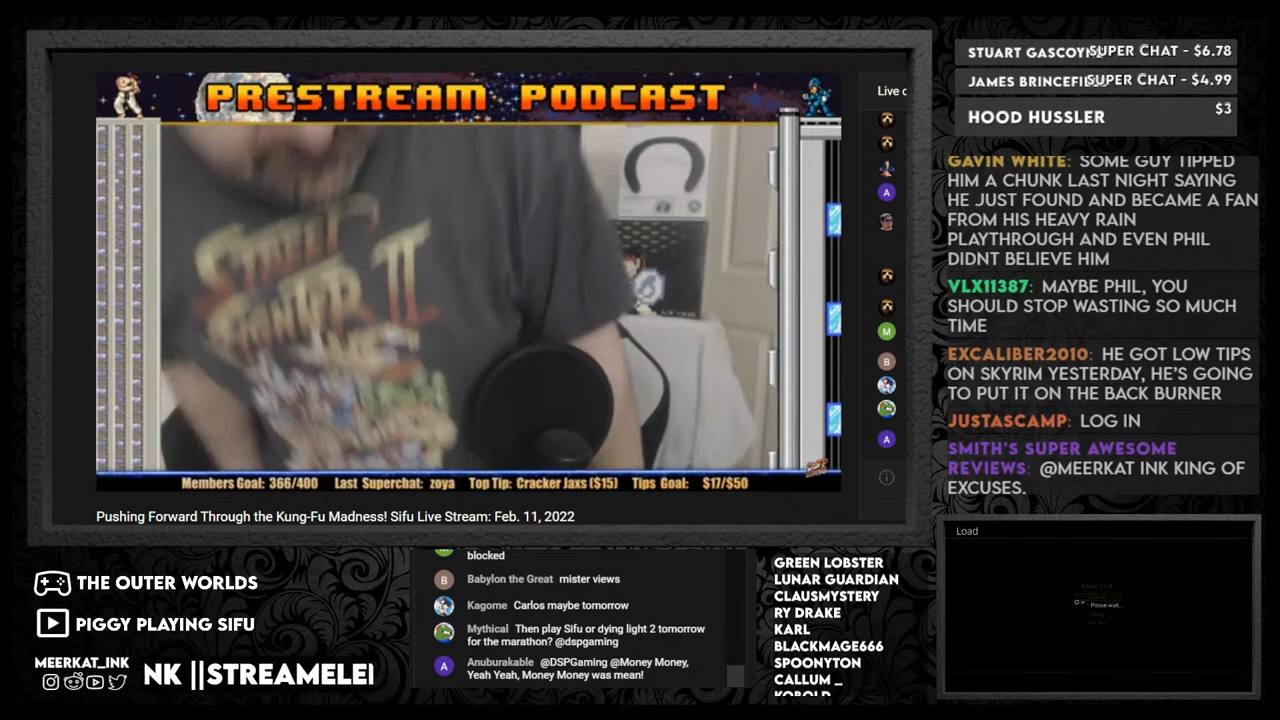 PRESTREAM PODCAST
STREET
FIGHTER II
Members Goal: 366/400 Last Superchat: zoya Top Tip: Cracker Jaxs ($15) Tips Goal: $17/$50
Pushing Forward Through the Kung-Fu Madness! Sifu Live Stream: Feb. 11, 2022
Live c
A
M
B
A
STUART GASCOYN SUPER CHAT - $6.78
JAMES BRINCEFI SUPER CHAT - $4.99
HOOD HUSSLER $3
GAVIN WHITE: SOME GUY TIPPED
HIM A CHUNK LAST NIGHT SAYING
HE JUST FOUND AND BECAME A FAN
FROM HIS HEAVY RAIN
PLAYTHROUGH AND EVEN PHIL
DIDNT BELIEVE HIM
VLX11387: MAYBE PHIL, YOU
SHOULD STOP WASTING SO MUCH
TIME
EXCALIBER2010: HE GOT LOW TIPS
ON SKYRIM YESTERDAY, HE'S GOING
TO PUT IT ON THE BACK BURNER
JUSTASCAMP: LOG IN
SMITH'S SUPER AWESOME
REVIEWS: @MEERKAT INK KING OF
EXCUSES.
THE OUTER WORLDS
PIGGY PLAYING SIFU
MEERKAT_INK
NK ||STREAMELE
blocked
B Babylon the Great mister views
Kagome Carlos maybe tomorrow
Mythical Then play Sifu or dying light 2 tomorrow
for the marathon? @dspgaming
A Anuburakable @DSPGaming @Money Money,
Yeah Yeah, Money Money was mean!
GREEN LOBSTER
LUNAR GUARDIAN
CLAUSMYSTERY
RY DRAKE
KARL
BLACKMAGE666
SPOONYTON
CALLUM _
KOBOLD
Load
Please wait...